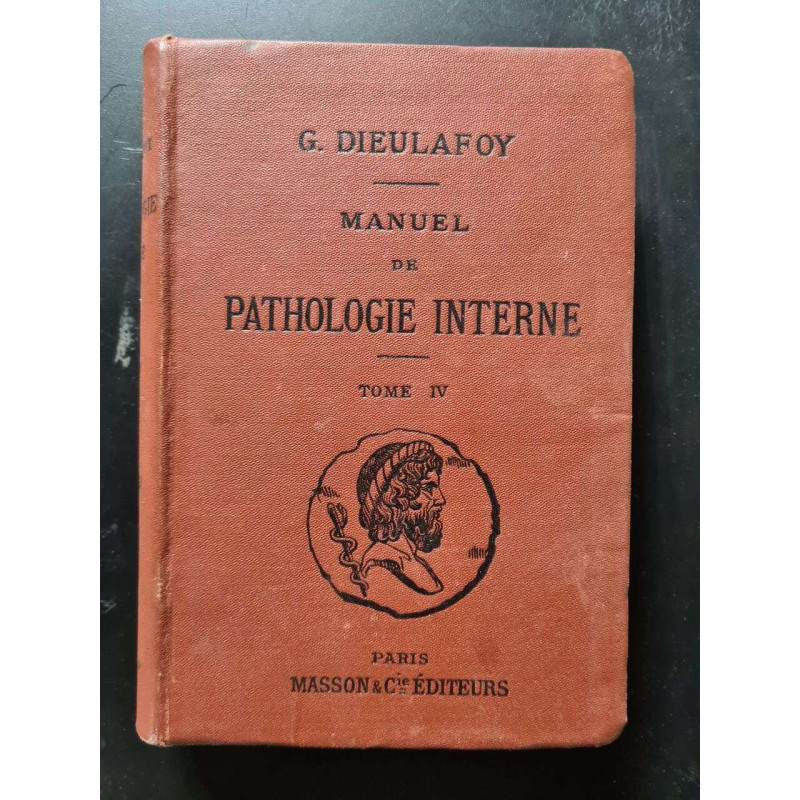 G. DIEULAFOY
MANUEL
DE
PATHOLOGIE INTERNE
TOME IV
PARIS
MASSON & Cie ÉDITEURS